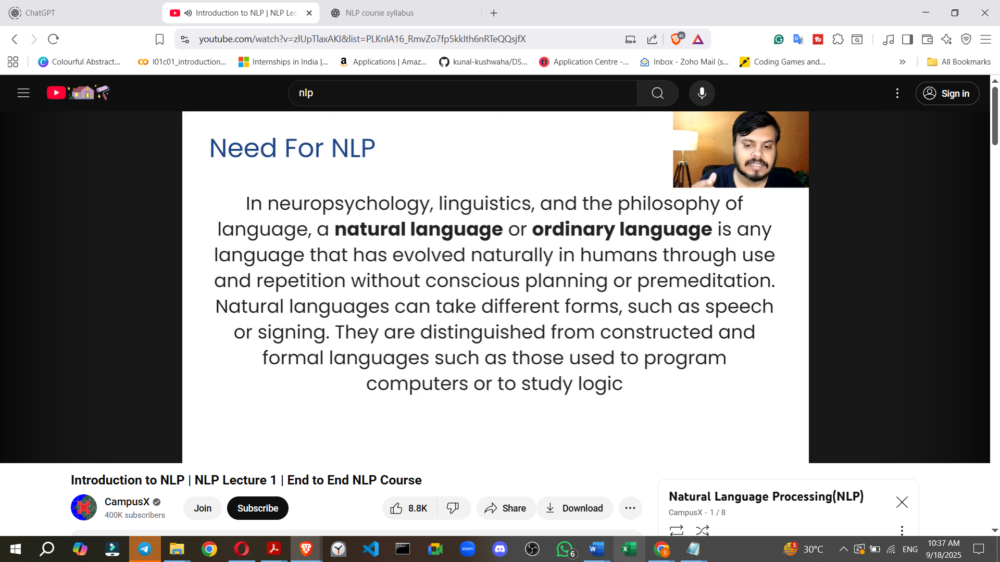 ChatGPT
Introduction to NLP | NLP Lec
NLP course syllabus
youtube.com/watch?v=zlUpTlaxAKI&list=PLKnIA16_RmvZo7fp5kkIth6nRTeQQsjfX
46
Colourful Abstract...
l01c01_introduction...
Internships in India |...
Applications | Amaz...
kunal-kushwaha/DS...
Application Centre -...
Inbox - Zoho Mail (s...
Coding Games and...
All Bookmarks
nlp
Sign in
Need For NLP
In neuropsychology, linguistics, and the philosophy of
language, a natural language or ordinary language is any
language that has evolved naturally in humans through use
and repetition without conscious planning or premeditation.
Natural languages can take different forms, such as speech
or signing. They are distinguished from constructed and
formal languages such as those used to program
computers or to study logic
Introduction to NLP | NLP Lecture 1 | End to End NLP Course
CampusX
400K subscribers
Join
Subscribe
8.8K
Share
Download
Natural Language Processing(NLP)
CampusX - 1 / 8
zoom
6
5
30°C
ENG
10:37 AM
9/18/2025